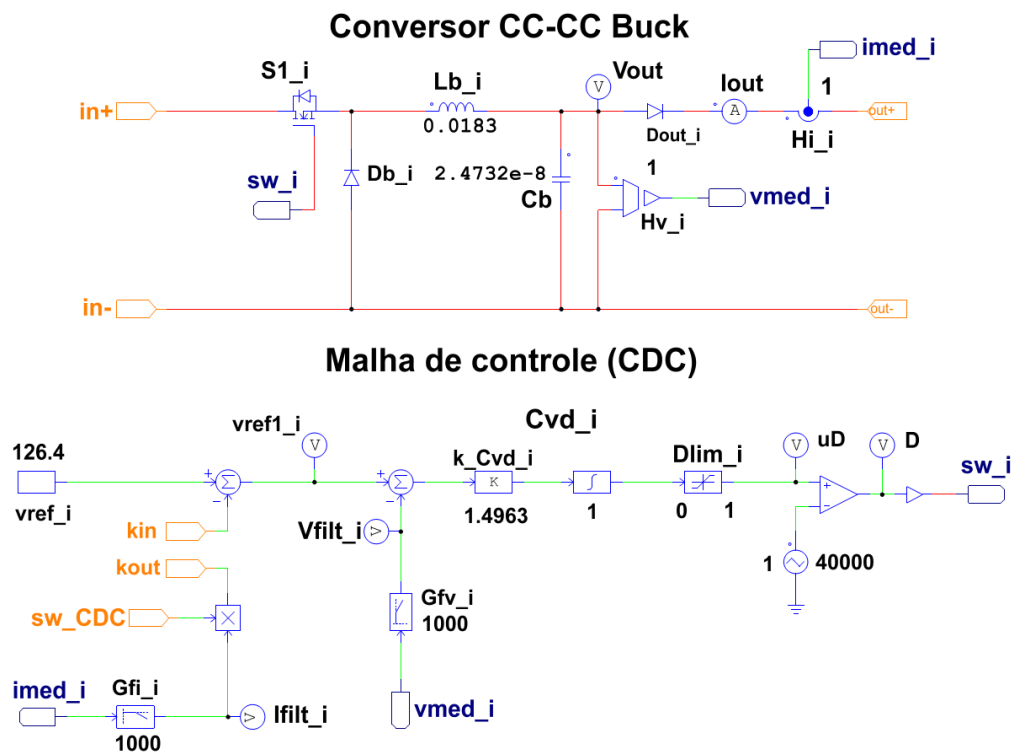 Conversor CC-CC Buck
imed_i
S1_i
Lb_i
Vout
Iout
1
in+
V
A
out+
0.0183
Dout_i
Hi_i
sw_i
Db_i
2.4732e-8
1
Cb
vmed_i
Hv_i
in-
out-
Malha de controle (CDC)
Cvd_i
vref1_i
126.4
V
k_Cvd_i
Dlim_i
V
uD
V
D
sw_i
+
Σ
-
+
Σ
-
K
∫
+
-
vref_i
1.4963
1
0
1
kin
Vfilt_i
V
kout
1
40000
sw_CDC
Gfv_i
1000
imed_i
Gfi_i
V
Ifilt_i
vmed_i
1000